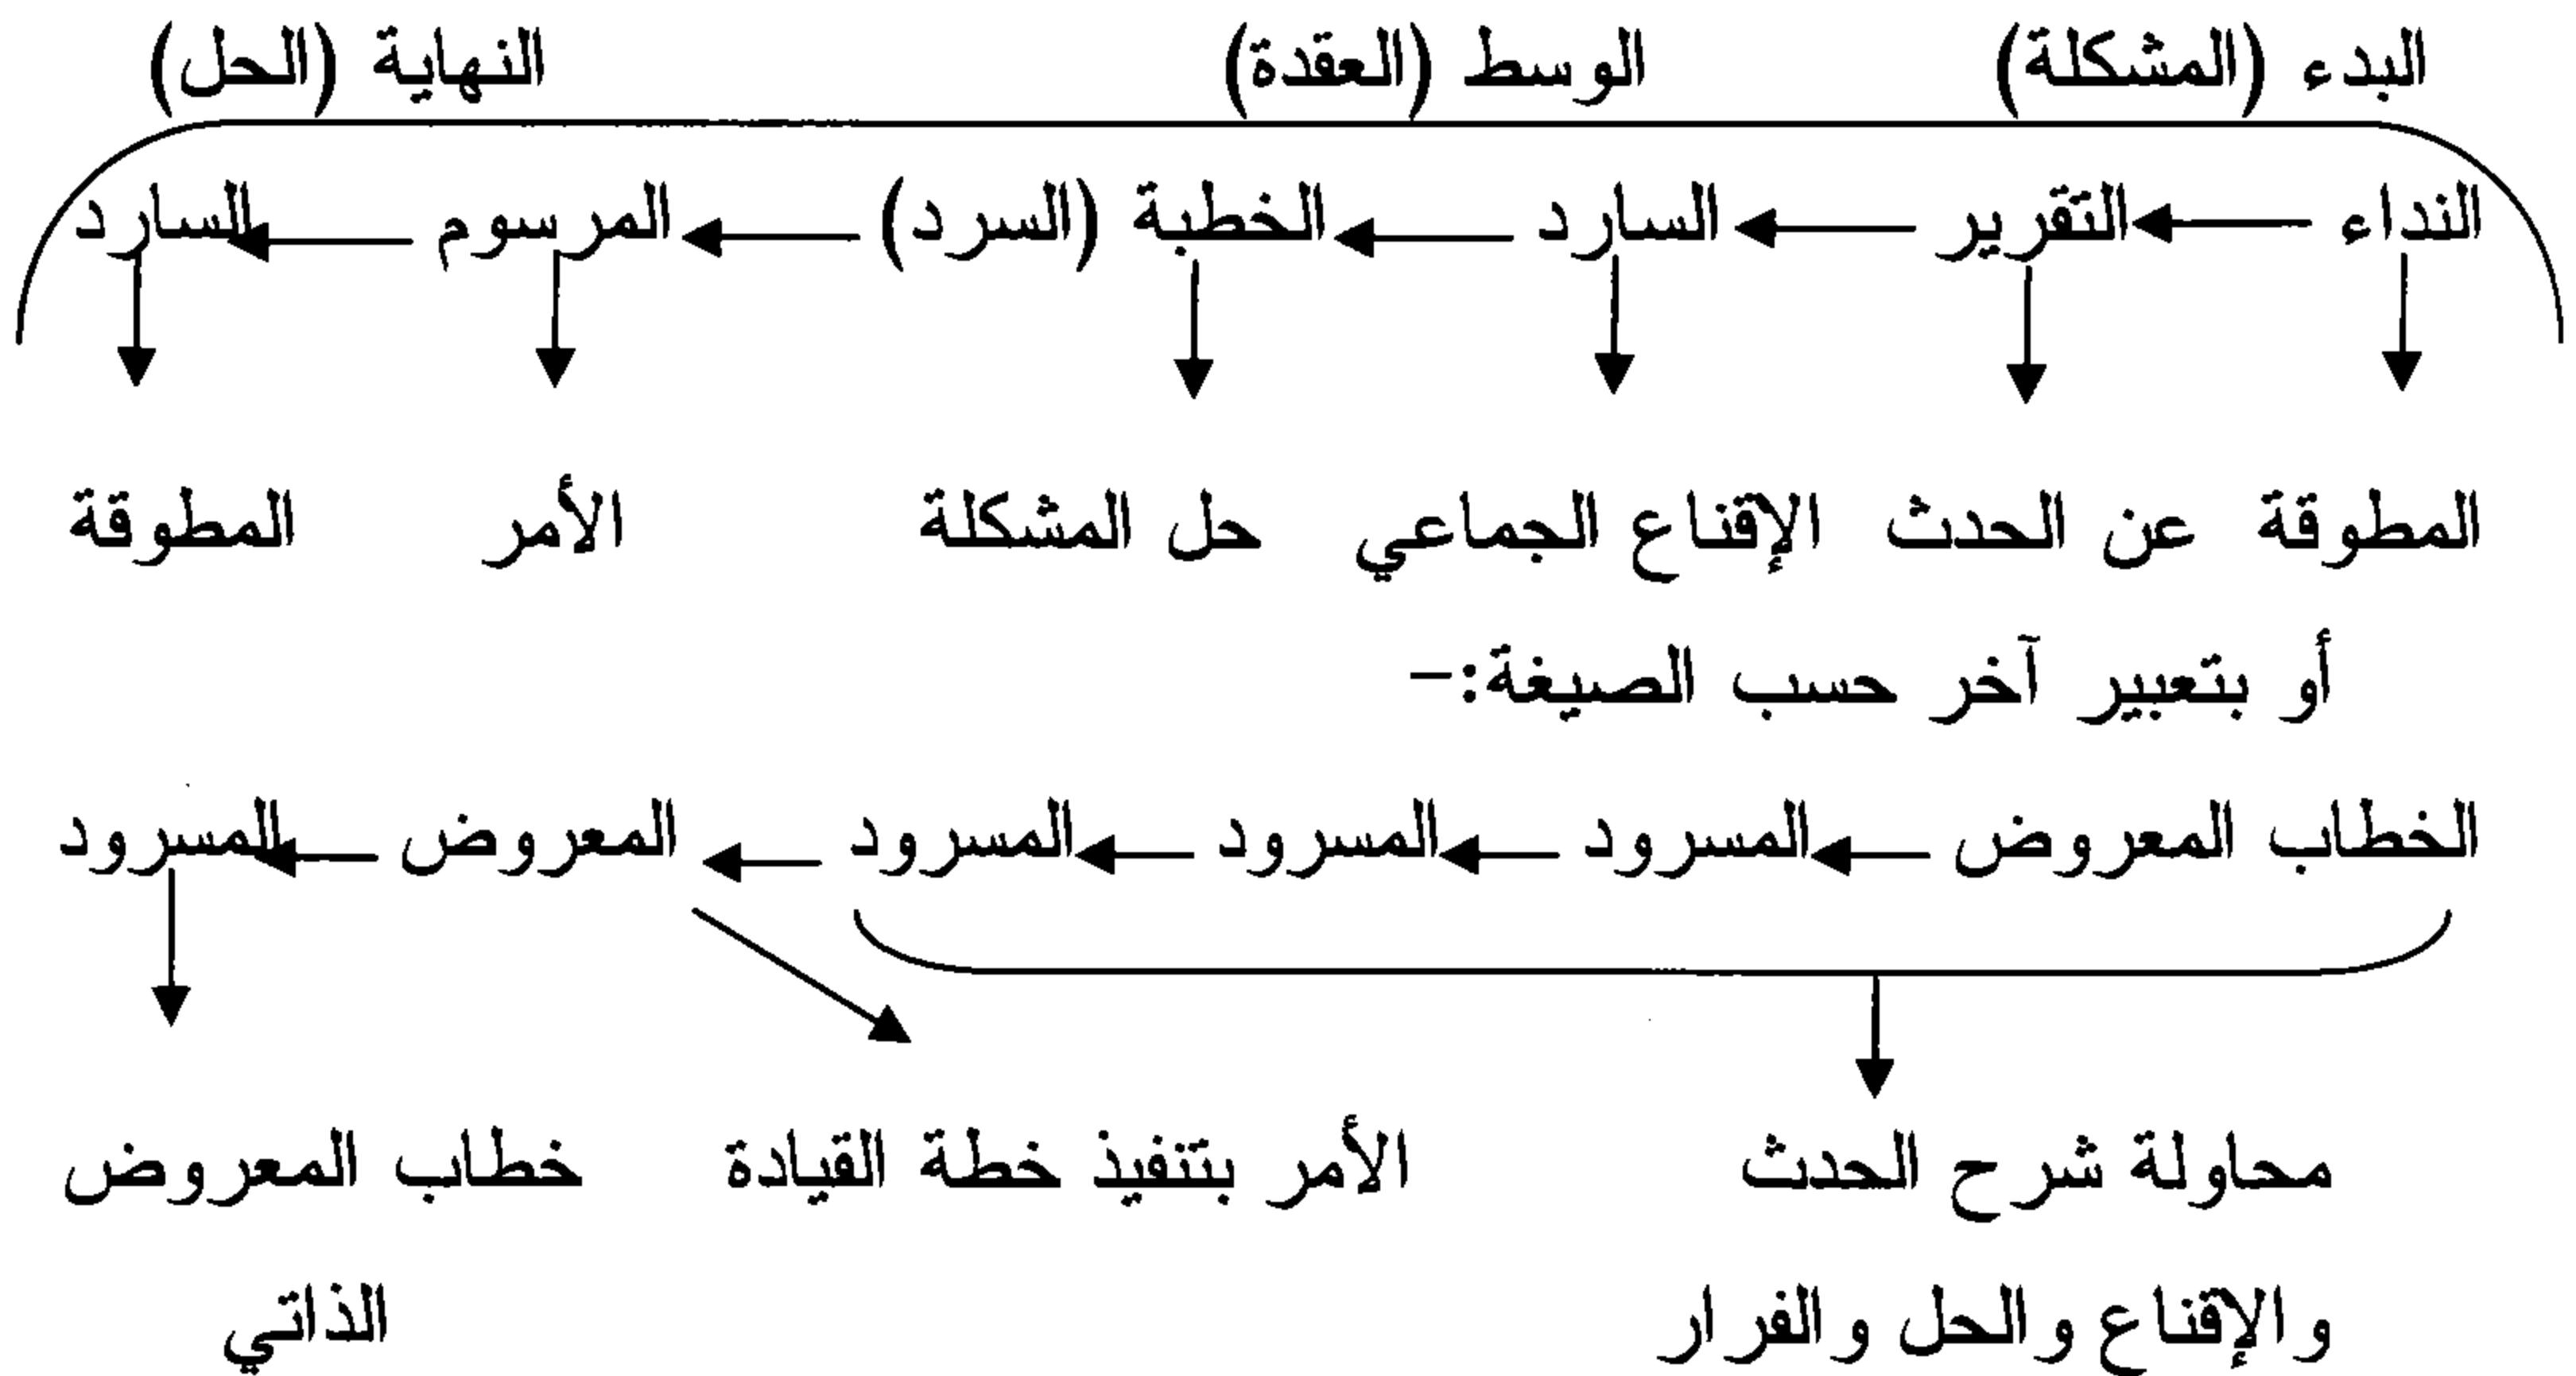 البدء (المشكلة) الوسط (العقدة) النهاية (الحل)
النداء التقرير السارد الخطبة (السرد) المرسوم السارد
المطوقة عن الحدث الإقناع الجماعي حل المشكلة الأمر المطوقة
أو بتعبير آخر حسب الصيغة:-
الخطاب المعروض المسرود المسرود المسرود المعروض المسرود
محاولة شرح الحدث الأمر بتنفيذ خطة القيادة خطاب المعروض
والإقناع والحل والفرار الذاتي